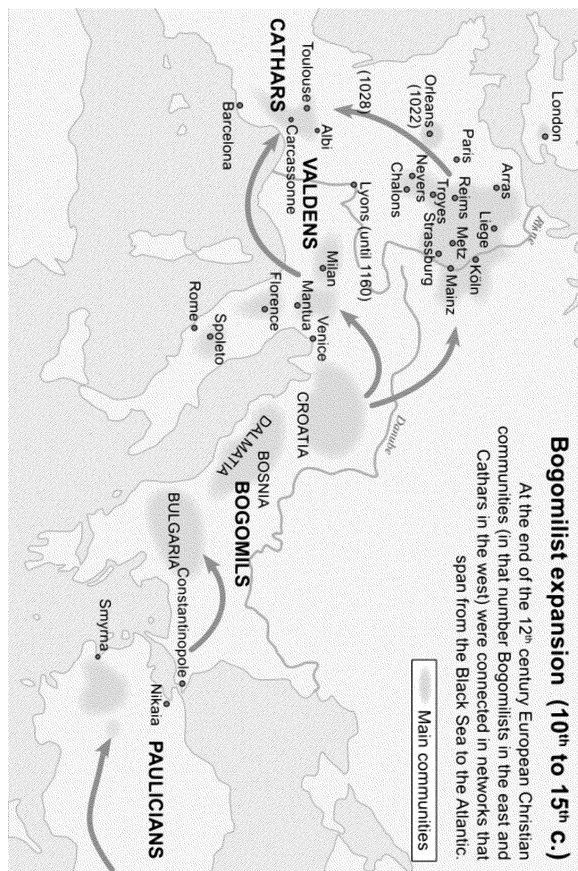 Bogomilist expansion (10th to 15th c.)
At the end of the 12th century European Christian
communities (in that number Bogomilists in the east and
Cathars in the west) were connected in networks that
span from the Black Sea to the Atlantic.
Main communities
London
Arras
Liège
Köln
Rhine
Paris
Reims
Metz
Mainz
Orleans
(1022)
Troyes
Strassburg
Nevers
Chalons
(1028)
Lyons (until 1160)
Danube
Toulouse
Albi
CATHARS
Carcassonne
VALDENS
Barcelona
Milan
Mantua
Venice
Florence
CROATIA
Rome
Spoleto
DALMATIA
BOSNIA
BOGOMILS
BULGARIA
Constantinopole
Nikaia
Smyrna
PAULICIANS